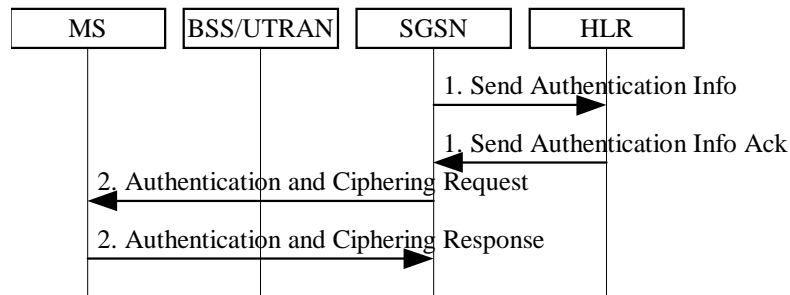 MS
BSS/UTRAN
SGSN
HLR
1. Send Authentication Info
1. Send Authentication Info Ack
2. Authentication and Ciphering Request
2. Authentication and Ciphering Response